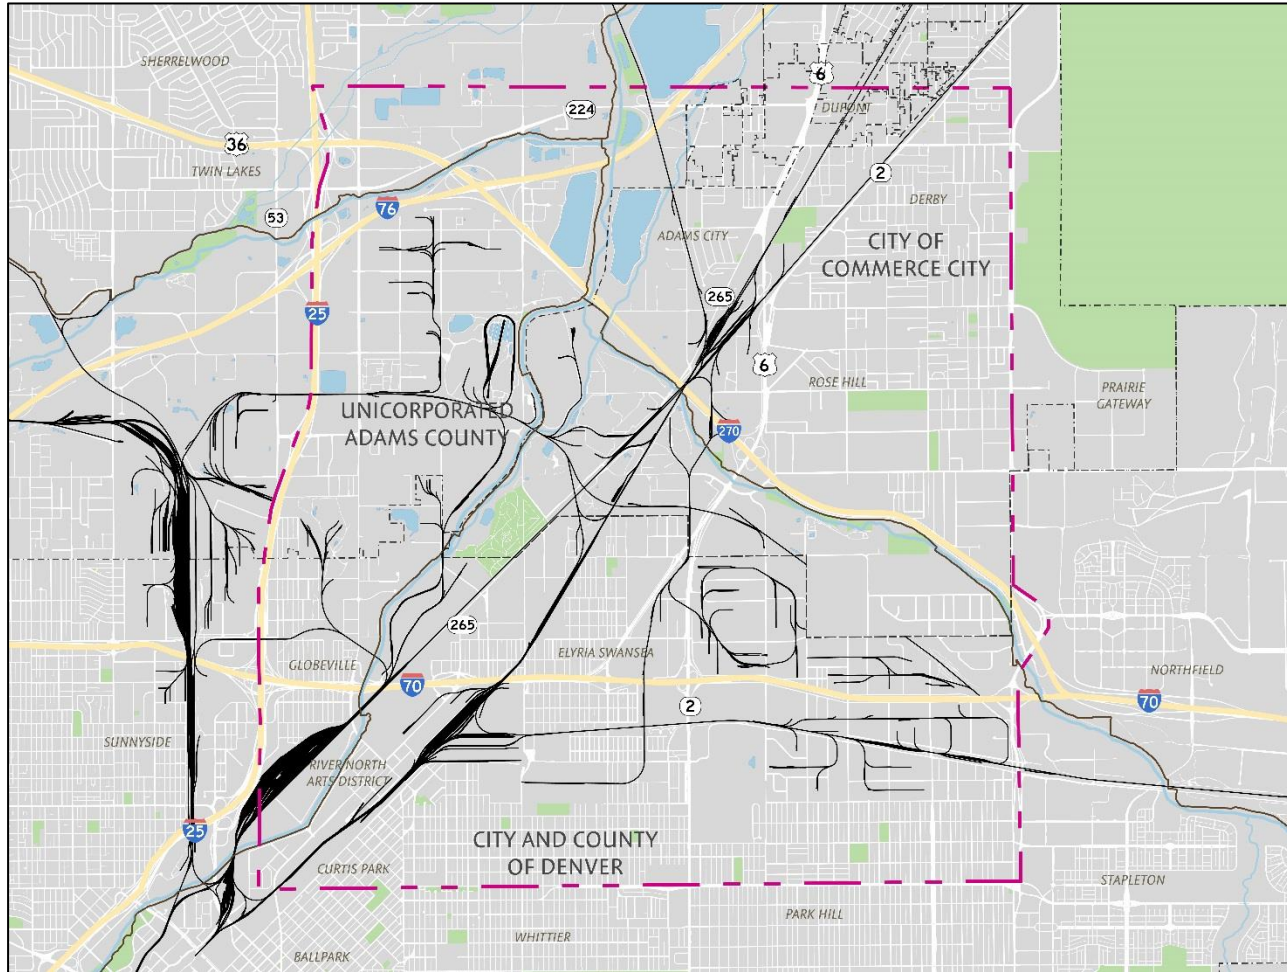 SHERRELWOOD
6
DUPONT
224
36
TWIN LAKES
2
76
DERBY
53
ADAMS CITY
CITY OF
COMMERCE CITY
265
25
6
ROSE HILL
PRAIRIE
GATEWAY
UNICORPORATED
ADAMS COUNTY
270
265
ELYRIA SWANSEA
GLOBEVILLE
NORTHFIELD
70
70
2
SUNNYSIDE
RIVER NORTH
ARTS DISTRICT
25
CITY AND COUNTY
OF DENVER
CURTIS PARK
STAPLETON
PARK HILL
WHITTIER
BALLPARK